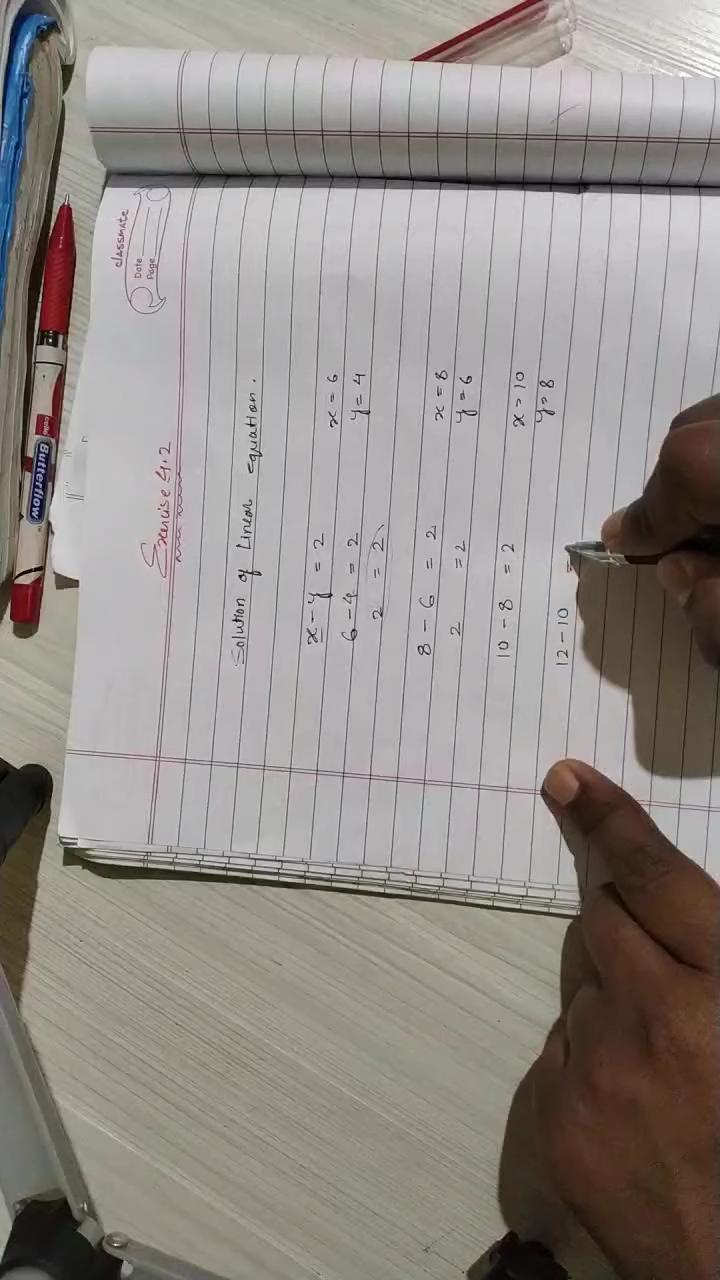 classmate
Date
Page
Exercise 4.2
Solution of Linear Equation.
x - y = 2
6 - 4 = 2 x = 6
2 = 2 y = 4
8 - 6 = 2 x = 8
2 = 2 y = 6
10 - 8 = 2 x = 10
y = 8
12 - 10 =
cello
Butterflow